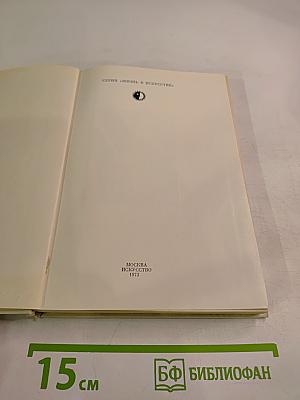 СЕРИЯ «ЖИЗНЬ В ИСКУССТВЕ»
МОСКВА
ИСКУССТВО
1972
15 см
БФ БИБЛИОФАН